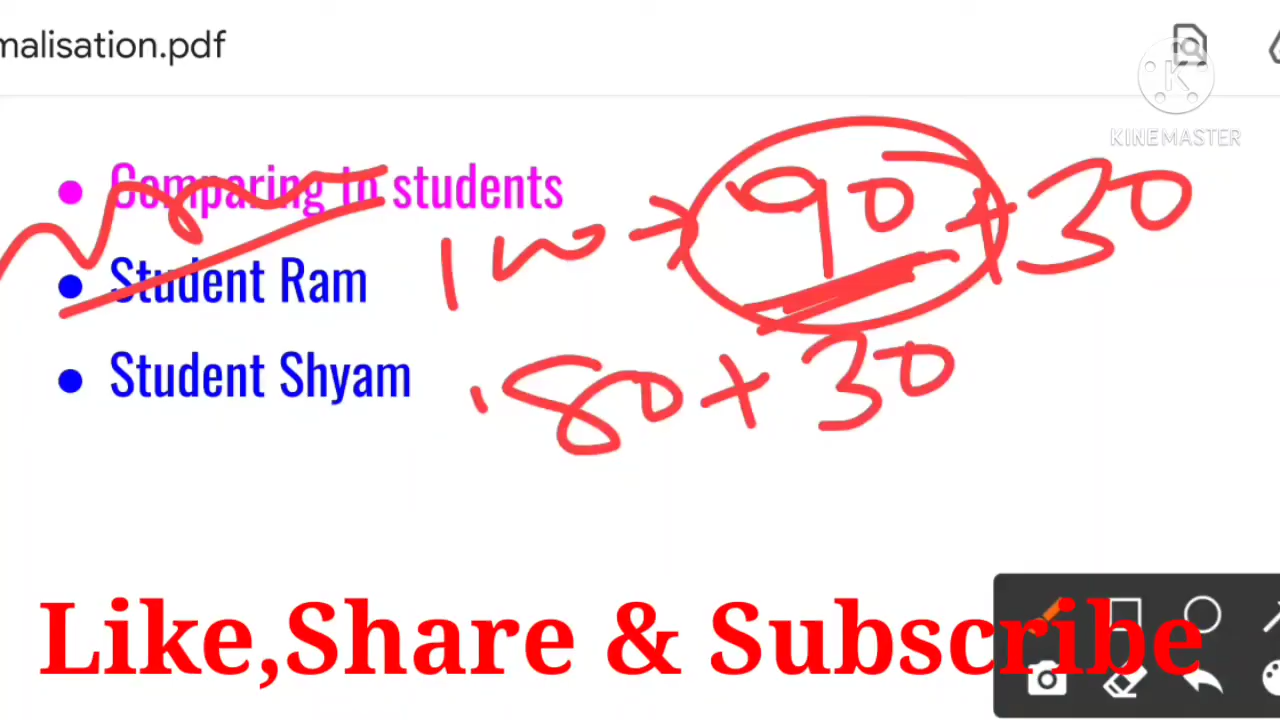 malisation.pdf
KINEMASTER
Comparing to students
90 + 30
100 →
Student Ram
Student Shyam
80 + 30
Like,Share & Subscribe